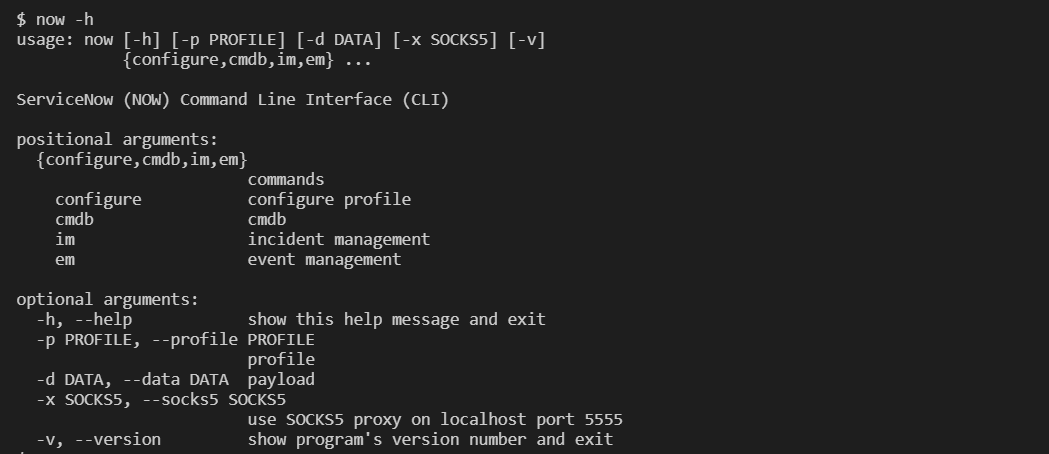 $ now -h
usage: now [-h] [-p PROFILE] [-d DATA] [-x SOCKS5] [-v]
           {configure,cmdb,im,em} ...
ServiceNow (NOW) Command Line Interface (CLI)
positional arguments:
  {configure,cmdb,im,em}
                        commands
    configure           configure profile
    cmdb                cmdb
    im                  incident management
    em                  event management
optional arguments:
  -h, --help            show this help message and exit
  -p PROFILE, --profile PROFILE
                        profile
  -d DATA, --data DATA  payload
  -x SOCKS5, --socks5 SOCKS5
                        use SOCKS5 proxy on localhost port 5555
  -v, --version         show program's version number and exit